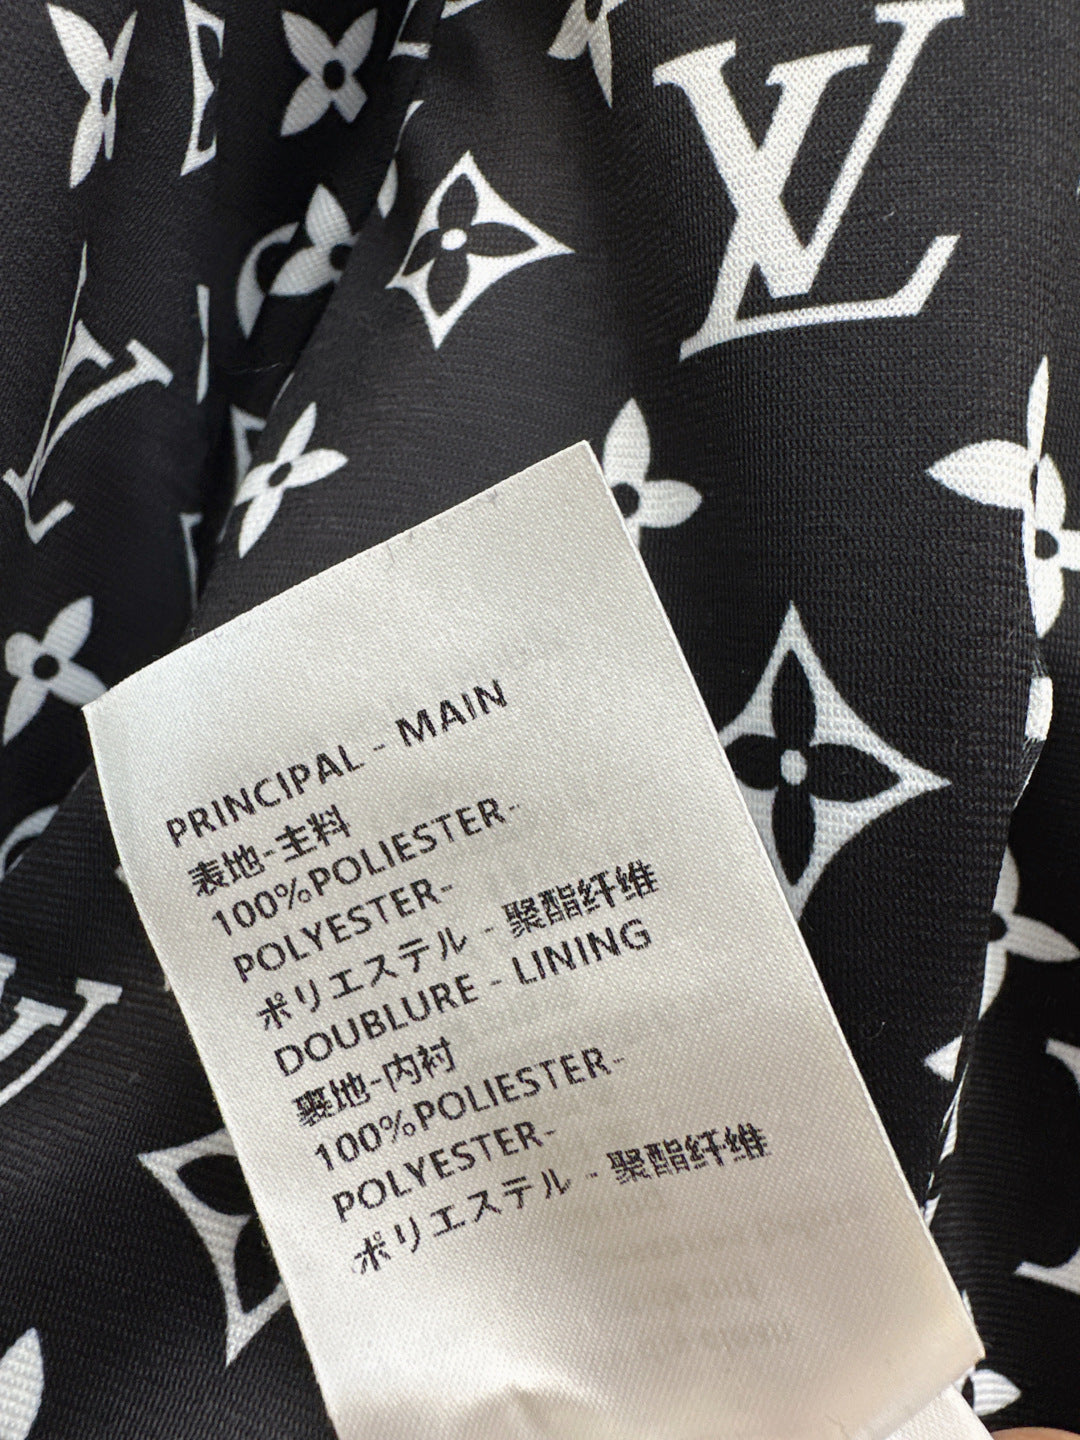 PRINCIPAL - MAIN
表地-主料
100%POLIESTER-
POLYESTER-
ポリエステル - 聚酯纤维
DOUBLURE - LINING
裏地-内衬
100%POLIESTER-
POLYESTER-
ポリエステル - 聚酯纤维
LV